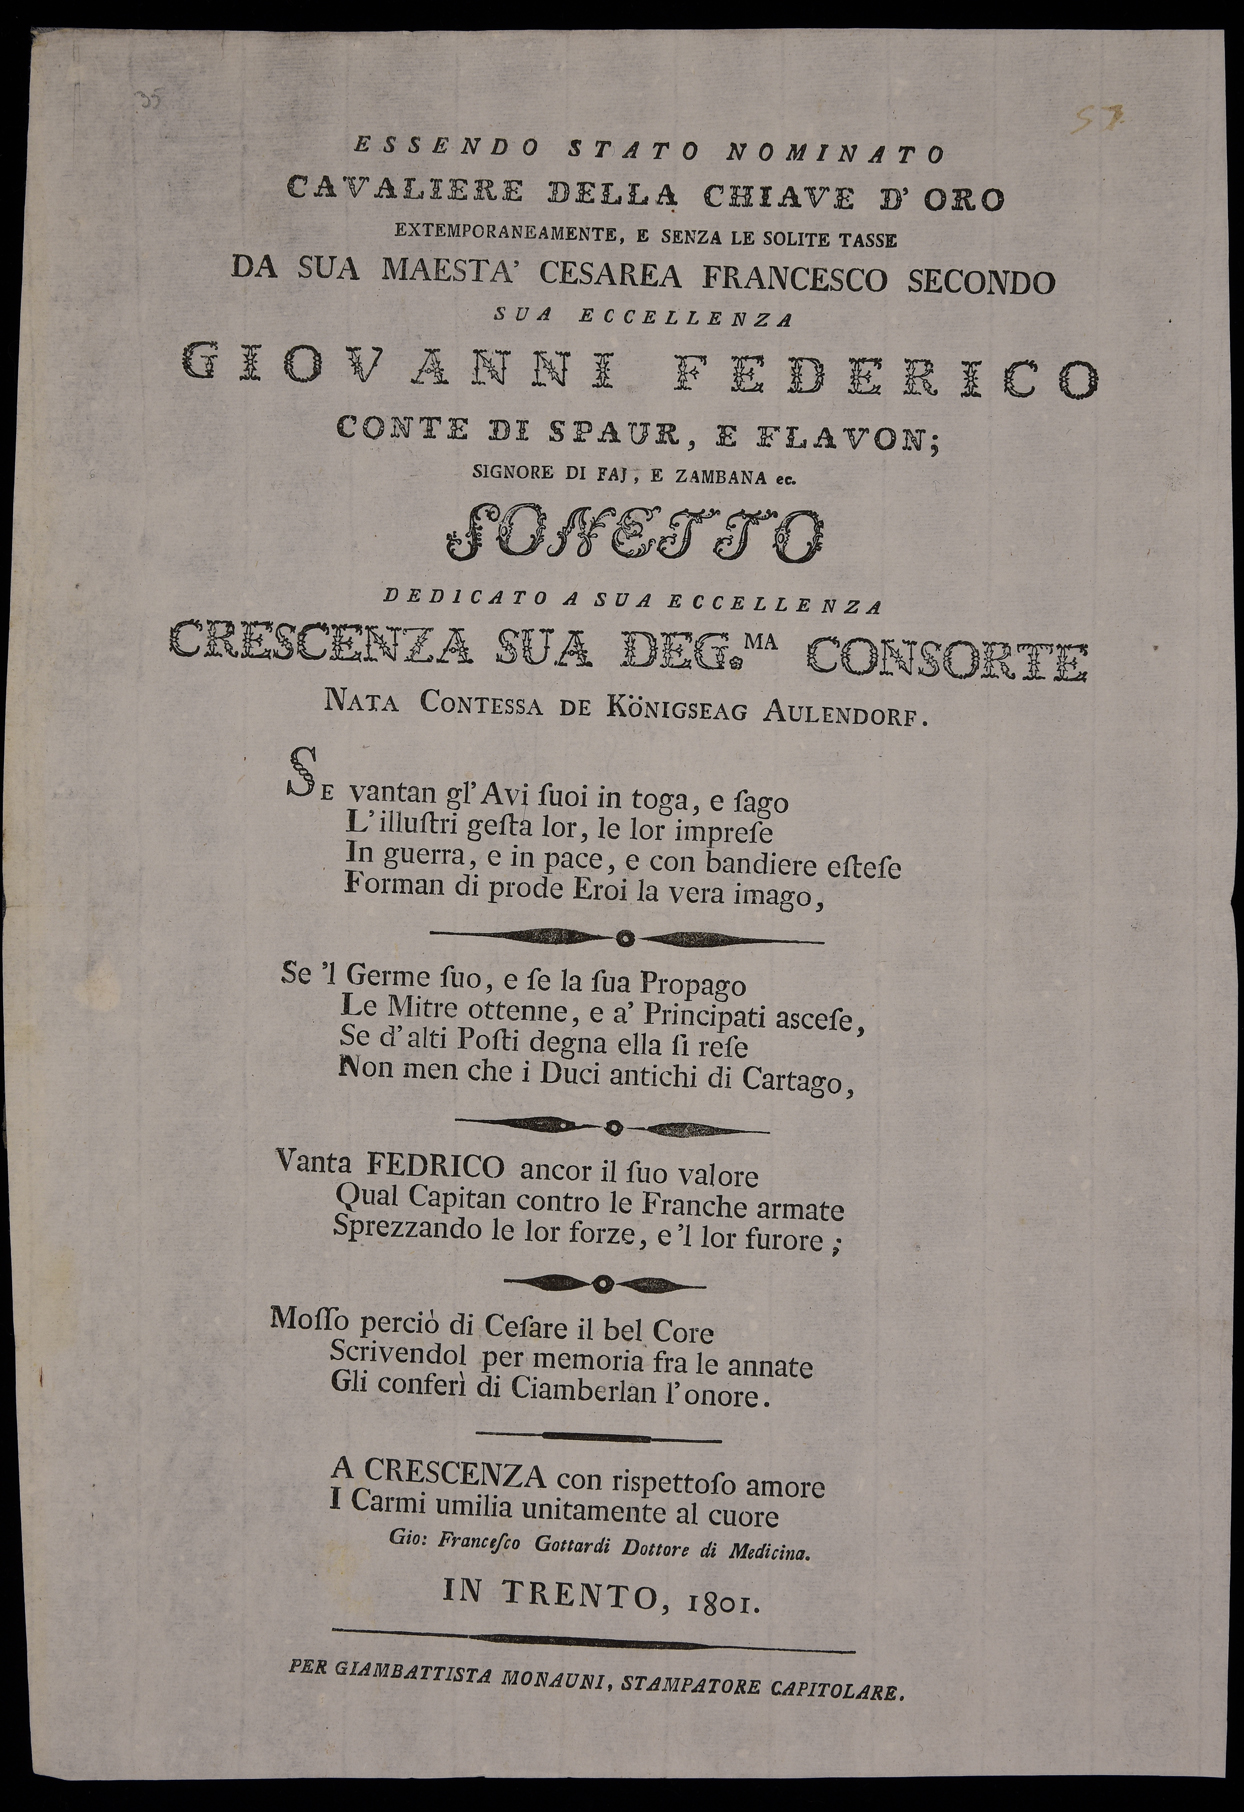 35
57
ESSENDO STATO NOMINATO
CAVALIERE DELLA CHIAVE D' ORO
EXTEMPORANEAMENTE, E SENZA LE SOLITE TASSE
DA SUA MAESTA' CESAREA FRANCESCO SECONDO
SUA ECCELLENZA
GIOVANNI FEDERICO
CONTE DI SPAUR, E FLAVON;
SIGNORE DI FAJ, E ZAMBANA ec.
SONETTO
DEDICATO A SUA ECCELLENZA
CRESCENZA SUA DEG.MA CONSORTE
NATA CONTESSA DE KÖNIGSEAG AULENDORF.
SE vantan gl' Avi ſuoi in toga, e ſago
L' illuſtri geſta lor, le lor impreſe
In guerra, e in pace, e con bandiere eſteſe
Forman di prode Eroi la vera imago,
Se 'l Germe ſuo, e ſe la ſua Propago
Le Mitre ottenne, e a' Principati asceſe,
Se d' alti Poſti degna ella ſi reſe
Non men che i Duci antichi di Cartago,
Vanta FEDRICO ancor il ſuo valore
Qual Capitan contro le Franche armate
Sprezzando le lor forze, e 'l lor furore;
Moſſo perciò di Ceſare il bel Core
Scrivendol per memoria fra le annate
Gli conferì di Ciamberlan l' onore.
A CRESCENZA con rispettoſo amore
I Carmi umilia unitamente al cuore
Gio: Franceſco Gottardi Dottore di Medicina.
IN TRENTO, 1801.
PER GIAMBATTISTA MONAUNI, STAMPATORE CAPITOLARE.